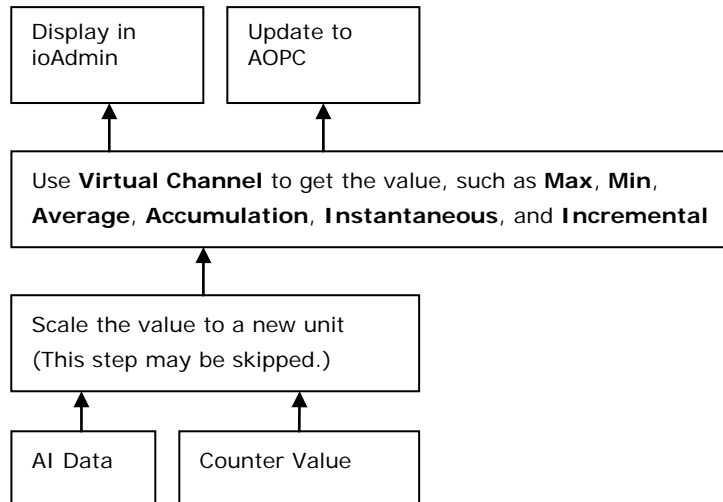 Display in
ioAdmin
Update to
AOPC
Use Virtual Channel to get the value, such as Max, Min,
Average, Accumulation, Instantaneous, and Incremental
Scale the value to a new unit
(This step may be skipped.)
AI Data
Counter Value